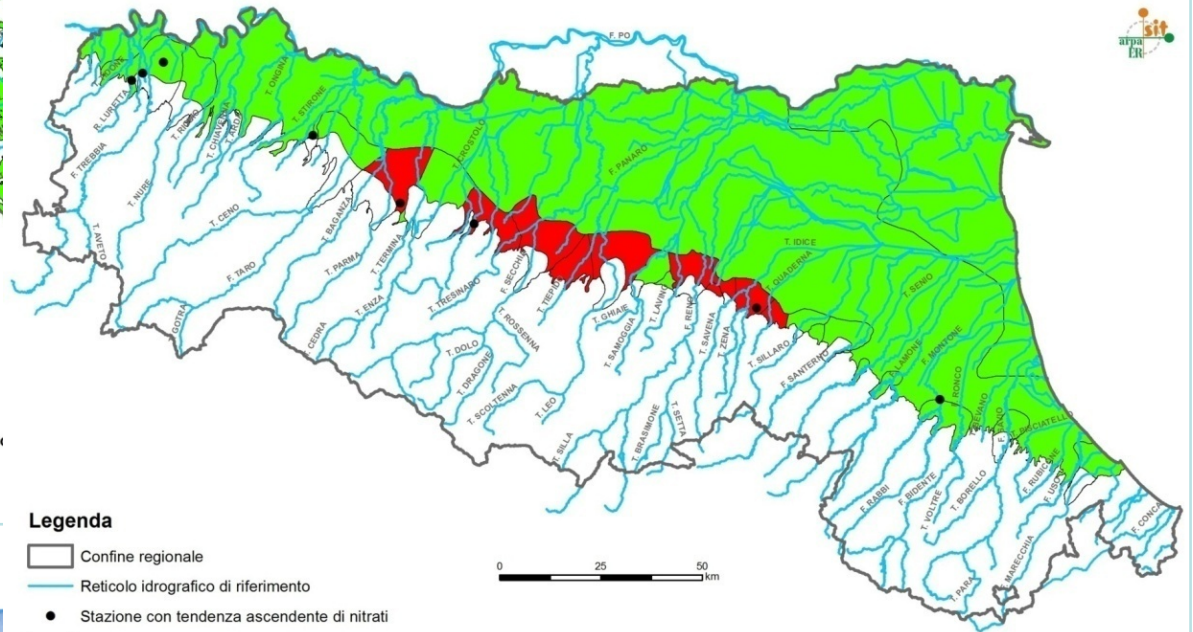 sit
arpa
ER
F. PO
T. ONGINA
T. STIRONE
R. LURETTA
T. CHIAVENNA
T. ARDA
F. TREBBIA
T. NURE
T. CENO
T. AVETO
F. TARO
GOTRA
T. BAGANZA
T. PARMA
T. TERMINA
T. ENZA
CEDRA
T. CROSTOLO
F. PANARO
T. TRESINARO
F. SECCHIA
T. TIEPID
T. ROSSENNA
T. DOLO
T. DRAGONE
T. SCOLTENNA
T. LEO
T. GHIAIE
T. SAMOGGIA
T. LAVINO
F. RENO
T. SAVENA
T. ZENA
T. SILLA
T. BRASIMONE
T. SETTA
T. IDICE
T. QUADERNA
T. SILLARO
F. SANTERNO
T. SENIO
F. LAMONE
F. MONTONE
F. RONCO
T. BEVANO
F. SAVIO
T. PISCIATELLO
F. RABBI
F. BIDENTE
T. VOLTRE
T. BORELLO
F. RUBICONE
F. USO
F. CONCA
F. MARECCHIA
T. PARA
Legenda
Confine regionale
Reticolo idrografico di riferimento
Stazione con tendenza ascendente di nitrati
0 25 50
km